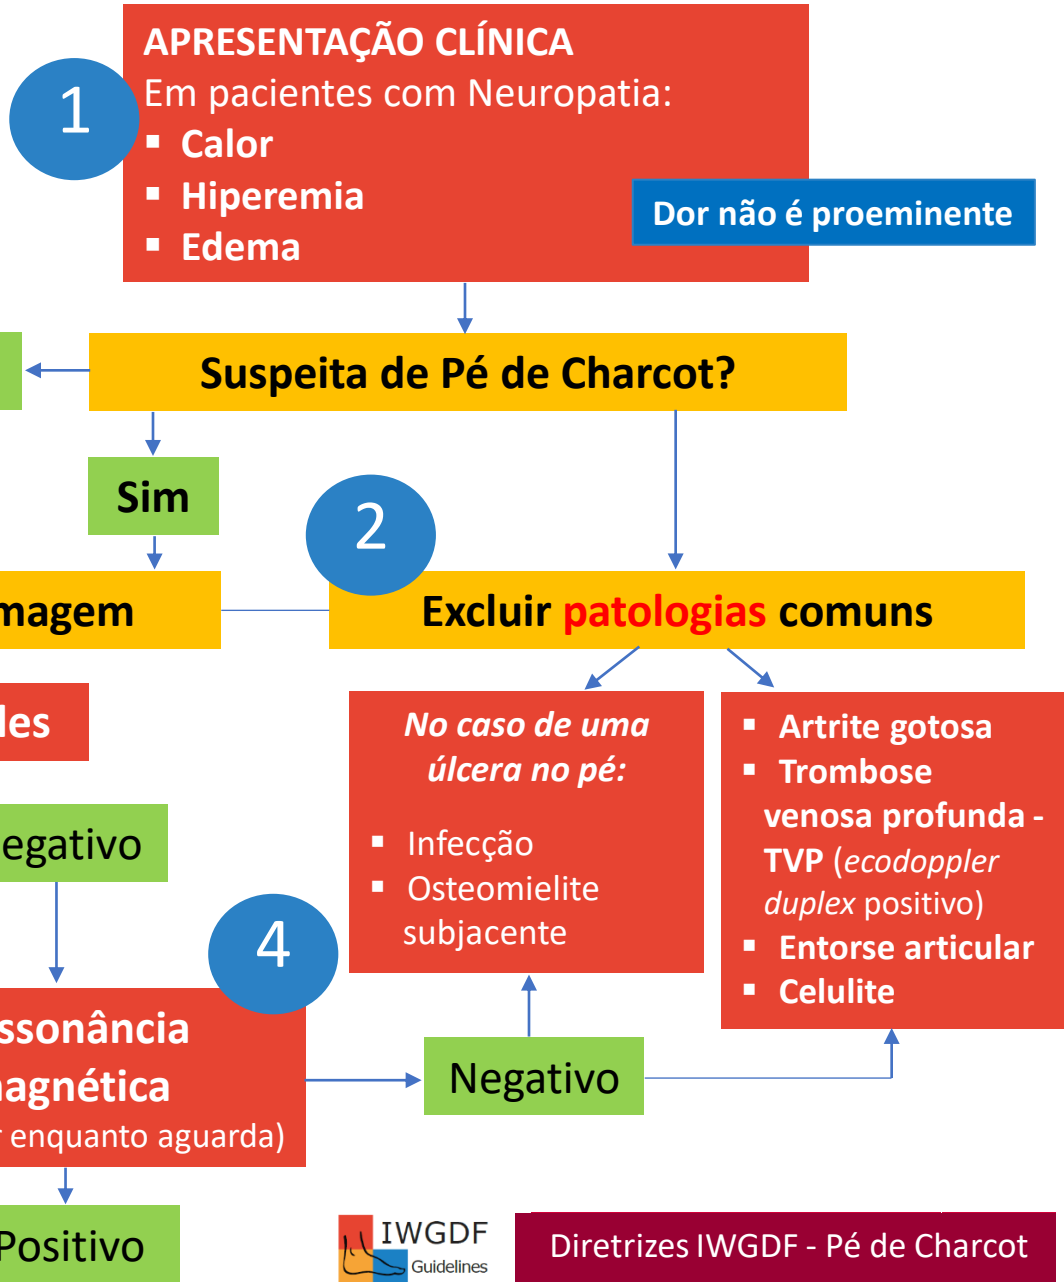 APRESENTAÇÃO CLÍNICA
1
Em pacientes com Neuropatia:
▪ Calor
▪ Hiperemia
▪ Edema
Dor não é proeminente
Suspeita de Pé de Charcot?
Sim
2
magem
Excluir patologias comuns
les
No caso de uma
úlcera no pé:
▪ Infecção
▪ Osteomielite
subjacente
▪ Artrite gotosa
▪ Trombose
venosa profunda -
TVP (ecodoppler
duplex positivo)
▪ Entorse articular
▪ Celulite
egativo
4
ssonância
agnética
r enquanto aguarda)
Negativo
Positivo
IWGDF
Guidelines
Diretrizes IWGDF - Pé de Charcot